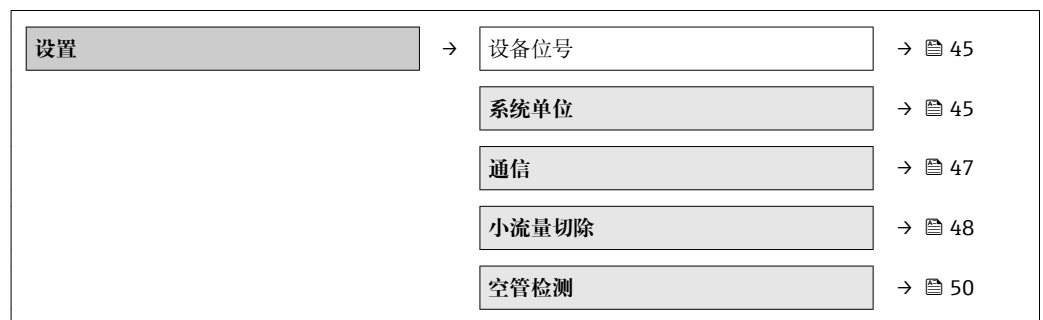 设置 → 设备位号 → 🖺 45
系统单位 → 🖺 45
通信 → 🖺 47
小流量切除 → 🖺 48
空管检测 → 🖺 50